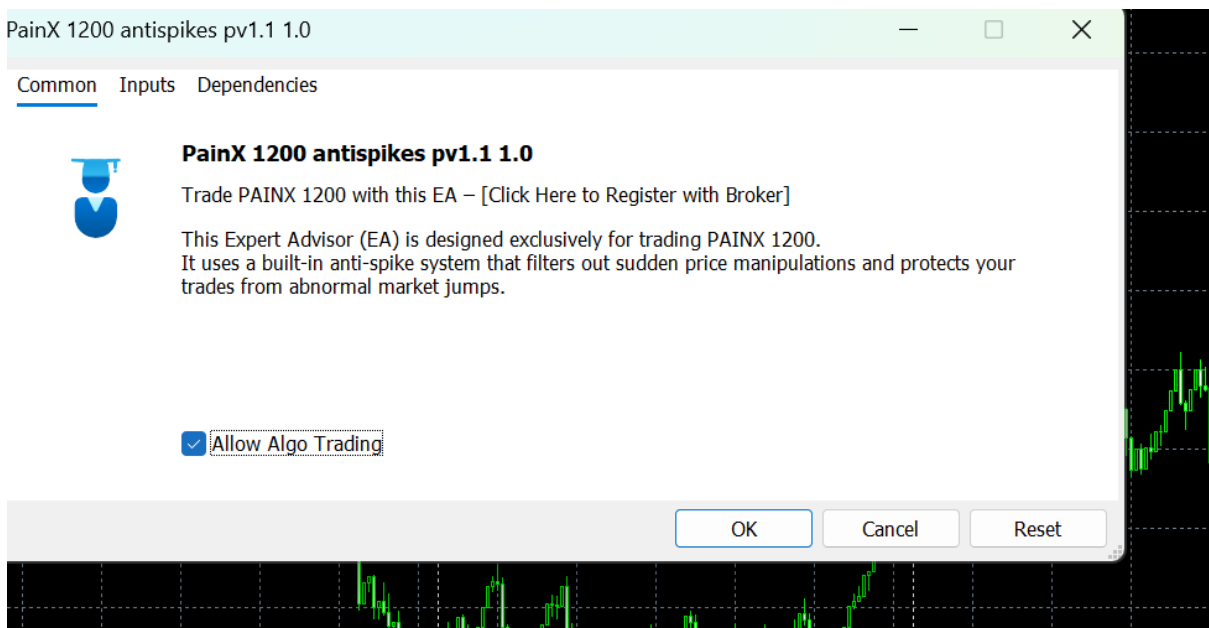 PainX 1200 antispikes pv1.1 1.0
Common Inputs Dependencies
PainX 1200 antispikes pv1.1 1.0
Trade PAINX 1200 with this EA – [Click Here to Register with Broker]
This Expert Advisor (EA) is designed exclusively for trading PAINX 1200.
It uses a built-in anti-spike system that filters out sudden price manipulations and protects your
trades from abnormal market jumps.
Allow Algo Trading
OK Cancel Reset